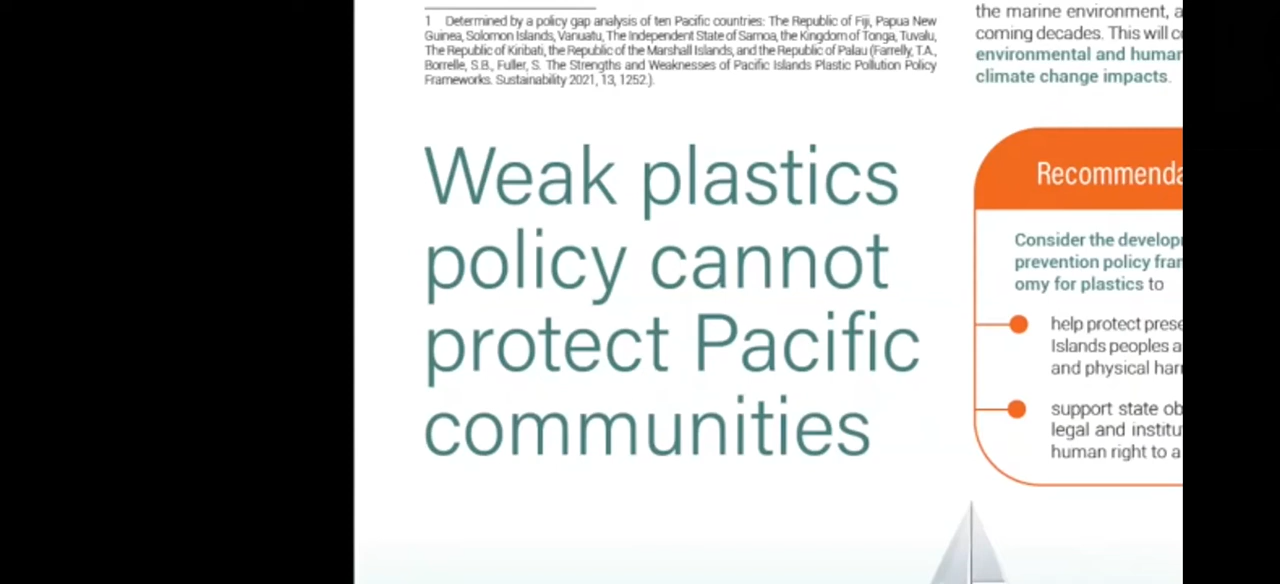 1 Determined by a policy gap analysis of ten Pacific countries: The Republic of Fiji, Papua New
Guinea, Solomon Islands, Vanuatu, The Independent State of Samoa, the Kingdom of Tonga, Tuvalu,
The Republic of Kiribati, the Republic of the Marshall Islands, and the Republic of Palau (Farrelly, T.A.,
Borrelle, S.B., Fuller, S. The Strengths and Weaknesses of Pacific Islands Plastic Pollution Policy
Frameworks. Sustainability 2021, 13, 1252.).
Weak plastics
policy cannot
protect Pacific
communities
the marine environment, a
coming decades. This will
environmental and human
climate change impacts.
Recommenda
Consider the develop
prevention policy
omy for plastics to
help protect
Islands peoples a
and physical
support state
legal and
human right to a